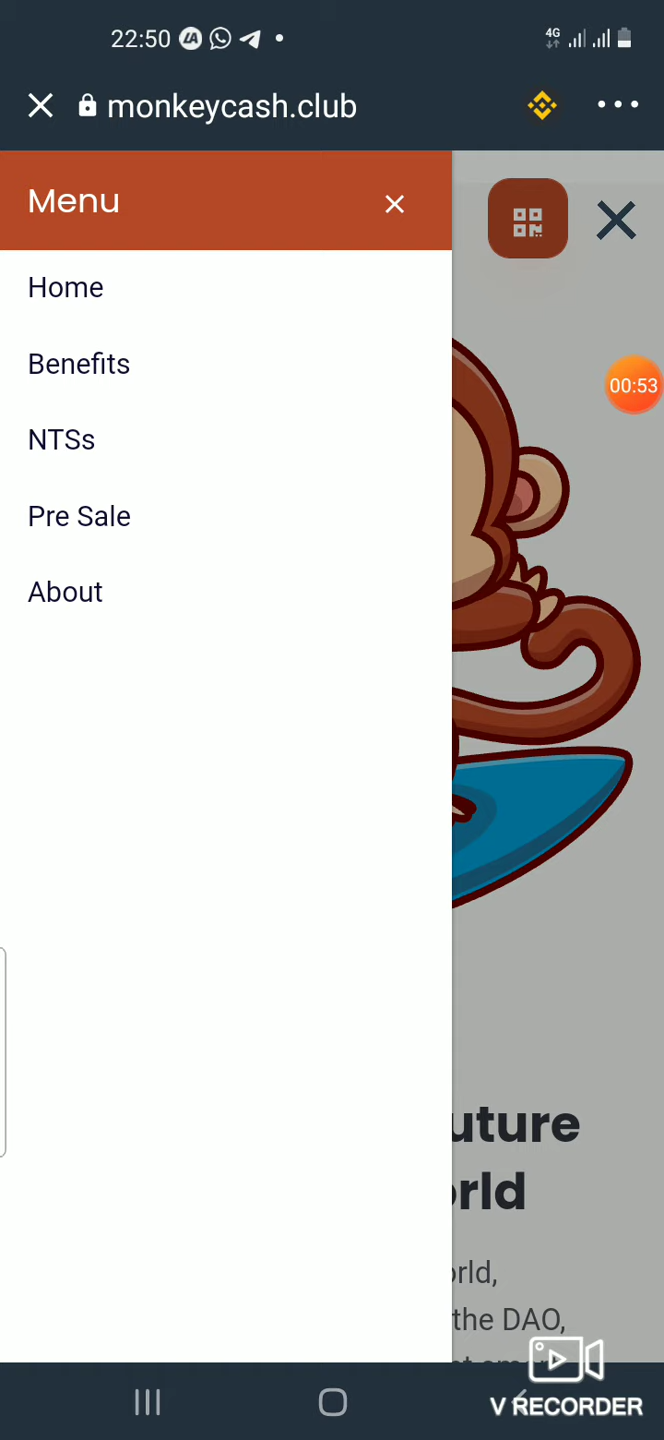 22:50
4G
monkeycash.club
Menu
Home
00:53
Benefits
NTSs
Pre Sale
About
uture
rld
rld,
the DAO,
V RECORDER